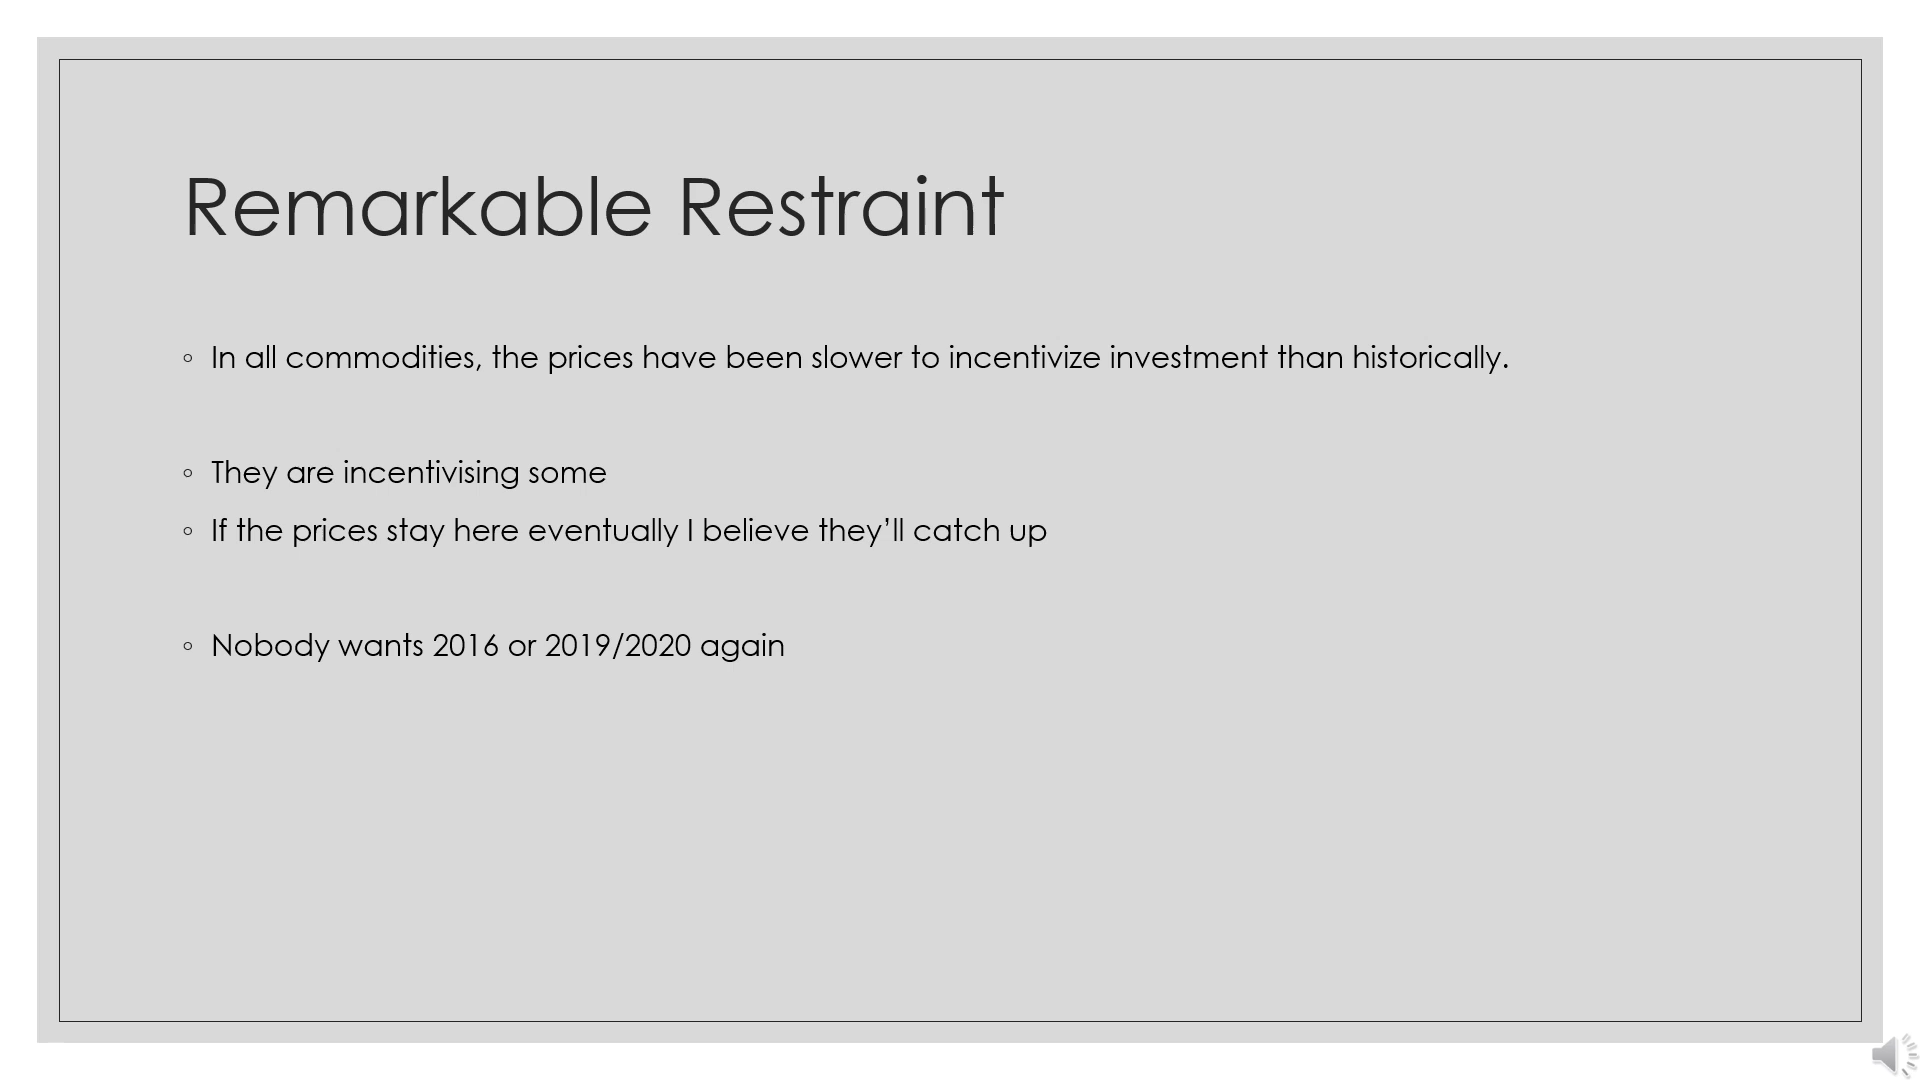 Remarkable Restraint
◦ In all commodities, the prices have been slower to incentivize investment than historically.
◦ They are incentivising some
◦ If the prices stay here eventually I believe they’ll catch up
◦ Nobody wants 2016 or 2019/2020 again